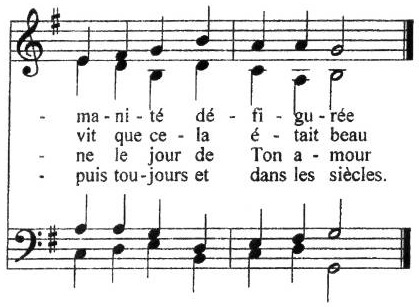 - ma - ni - té dé - fi - gu - rée
- vit que ce - la é - tait beau
- ne le jour de Ton a - mour
- puis tou - jours et dans les siècles.